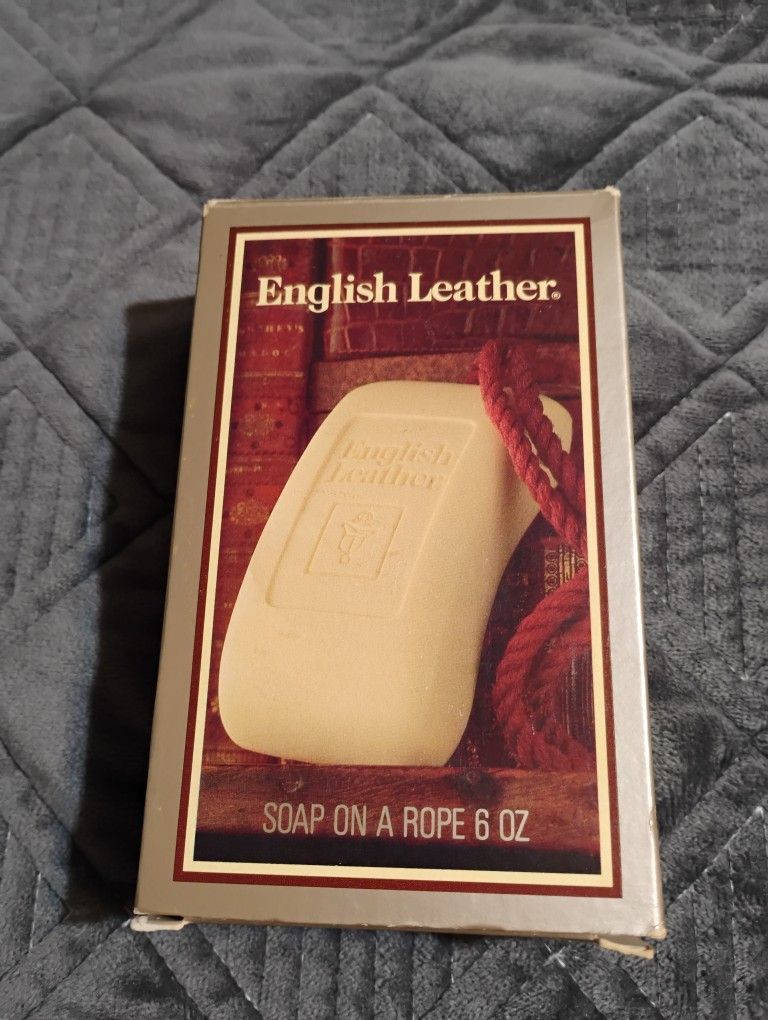 English Leather®
English
Leather
SOAP ON A ROPE 6 OZ